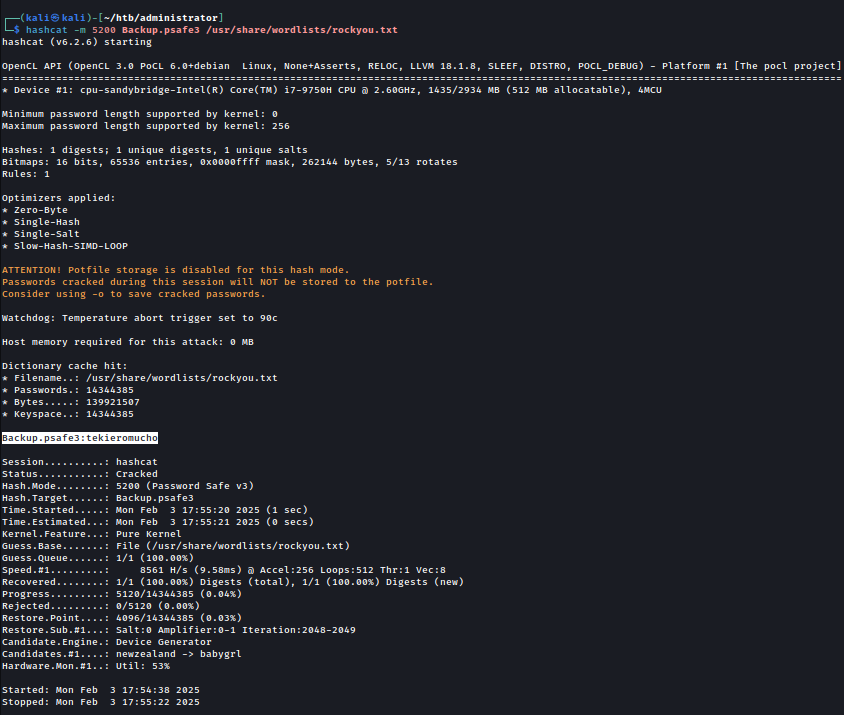 ┌──(kali㉿kali)-[~/htb/administrator]
└─$ hashcat -m 5200 Backup.psafe3 /usr/share/wordlists/rockyou.txt
hashcat (v6.2.6) starting

OpenCL API (OpenCL 3.0 PoCL 6.0+debian  Linux, None+Asserts, RELOC, LLVM 18.1.8, SLEEF, DISTRO, POCL_DEBUG) - Platform #1 [The pocl project]
============================================================================================================================================
* Device #1: cpu-sandybridge-Intel(R) Core(TM) i7-9750H CPU @ 2.60GHz, 1435/2934 MB (512 MB allocatable), 4MCU

Minimum password length supported by kernel: 0
Maximum password length supported by kernel: 256

Hashes: 1 digests; 1 unique digests, 1 unique salts
Bitmaps: 16 bits, 65536 entries, 0x0000ffff mask, 262144 bytes, 5/13 rotates
Rules: 1

Optimizers applied:
* Zero-Byte
* Single-Hash
* Single-Salt
* Slow-Hash-SIMD-LOOP

ATTENTION! Potfile storage is disabled for this hash mode.
Passwords cracked during this session will NOT be stored to the potfile.
Consider using -o to save cracked passwords.

Watchdog: Temperature abort trigger set to 90c

Host memory required for this attack: 0 MB

Dictionary cache hit:
* Filename..: /usr/share/wordlists/rockyou.txt
* Passwords.: 14344385
* Bytes.....: 139921507
* Keyspace..: 14344385

Backup.psafe3:tekieromucho

Session..........: hashcat
Status...........: Cracked
Hash.Mode........: 5200 (Password Safe v3)
Hash.Target......: Backup.psafe3
Time.Started.....: Mon Feb  3 17:55:20 2025 (1 sec)
Time.Estimated...: Mon Feb  3 17:55:21 2025 (0 secs)
Kernel.Feature...: Pure Kernel
Guess.Base.......: File (/usr/share/wordlists/rockyou.txt)
Guess.Queue......: 1/1 (100.00%)
Speed.#1.........:     8561 H/s (9.58ms) @ Accel:256 Loops:512 Thr:1 Vec:8
Recovered........: 1/1 (100.00%) Digests (total), 1/1 (100.00%) Digests (new)
Progress.........: 5120/14344385 (0.04%)
Rejected.........: 0/5120 (0.00%)
Restore.Point....: 4096/14344385 (0.03%)
Restore.Sub.#1...: Salt:0 Amplifier:0-1 Iteration:2048-2049
Candidate.Engine.: Device Generator
Candidates.#1....: newzealand -> babygrl
Hardware.Mon.#1..: Util: 53%

Started: Mon Feb  3 17:54:38 2025
Stopped: Mon Feb  3 17:55:22 2025